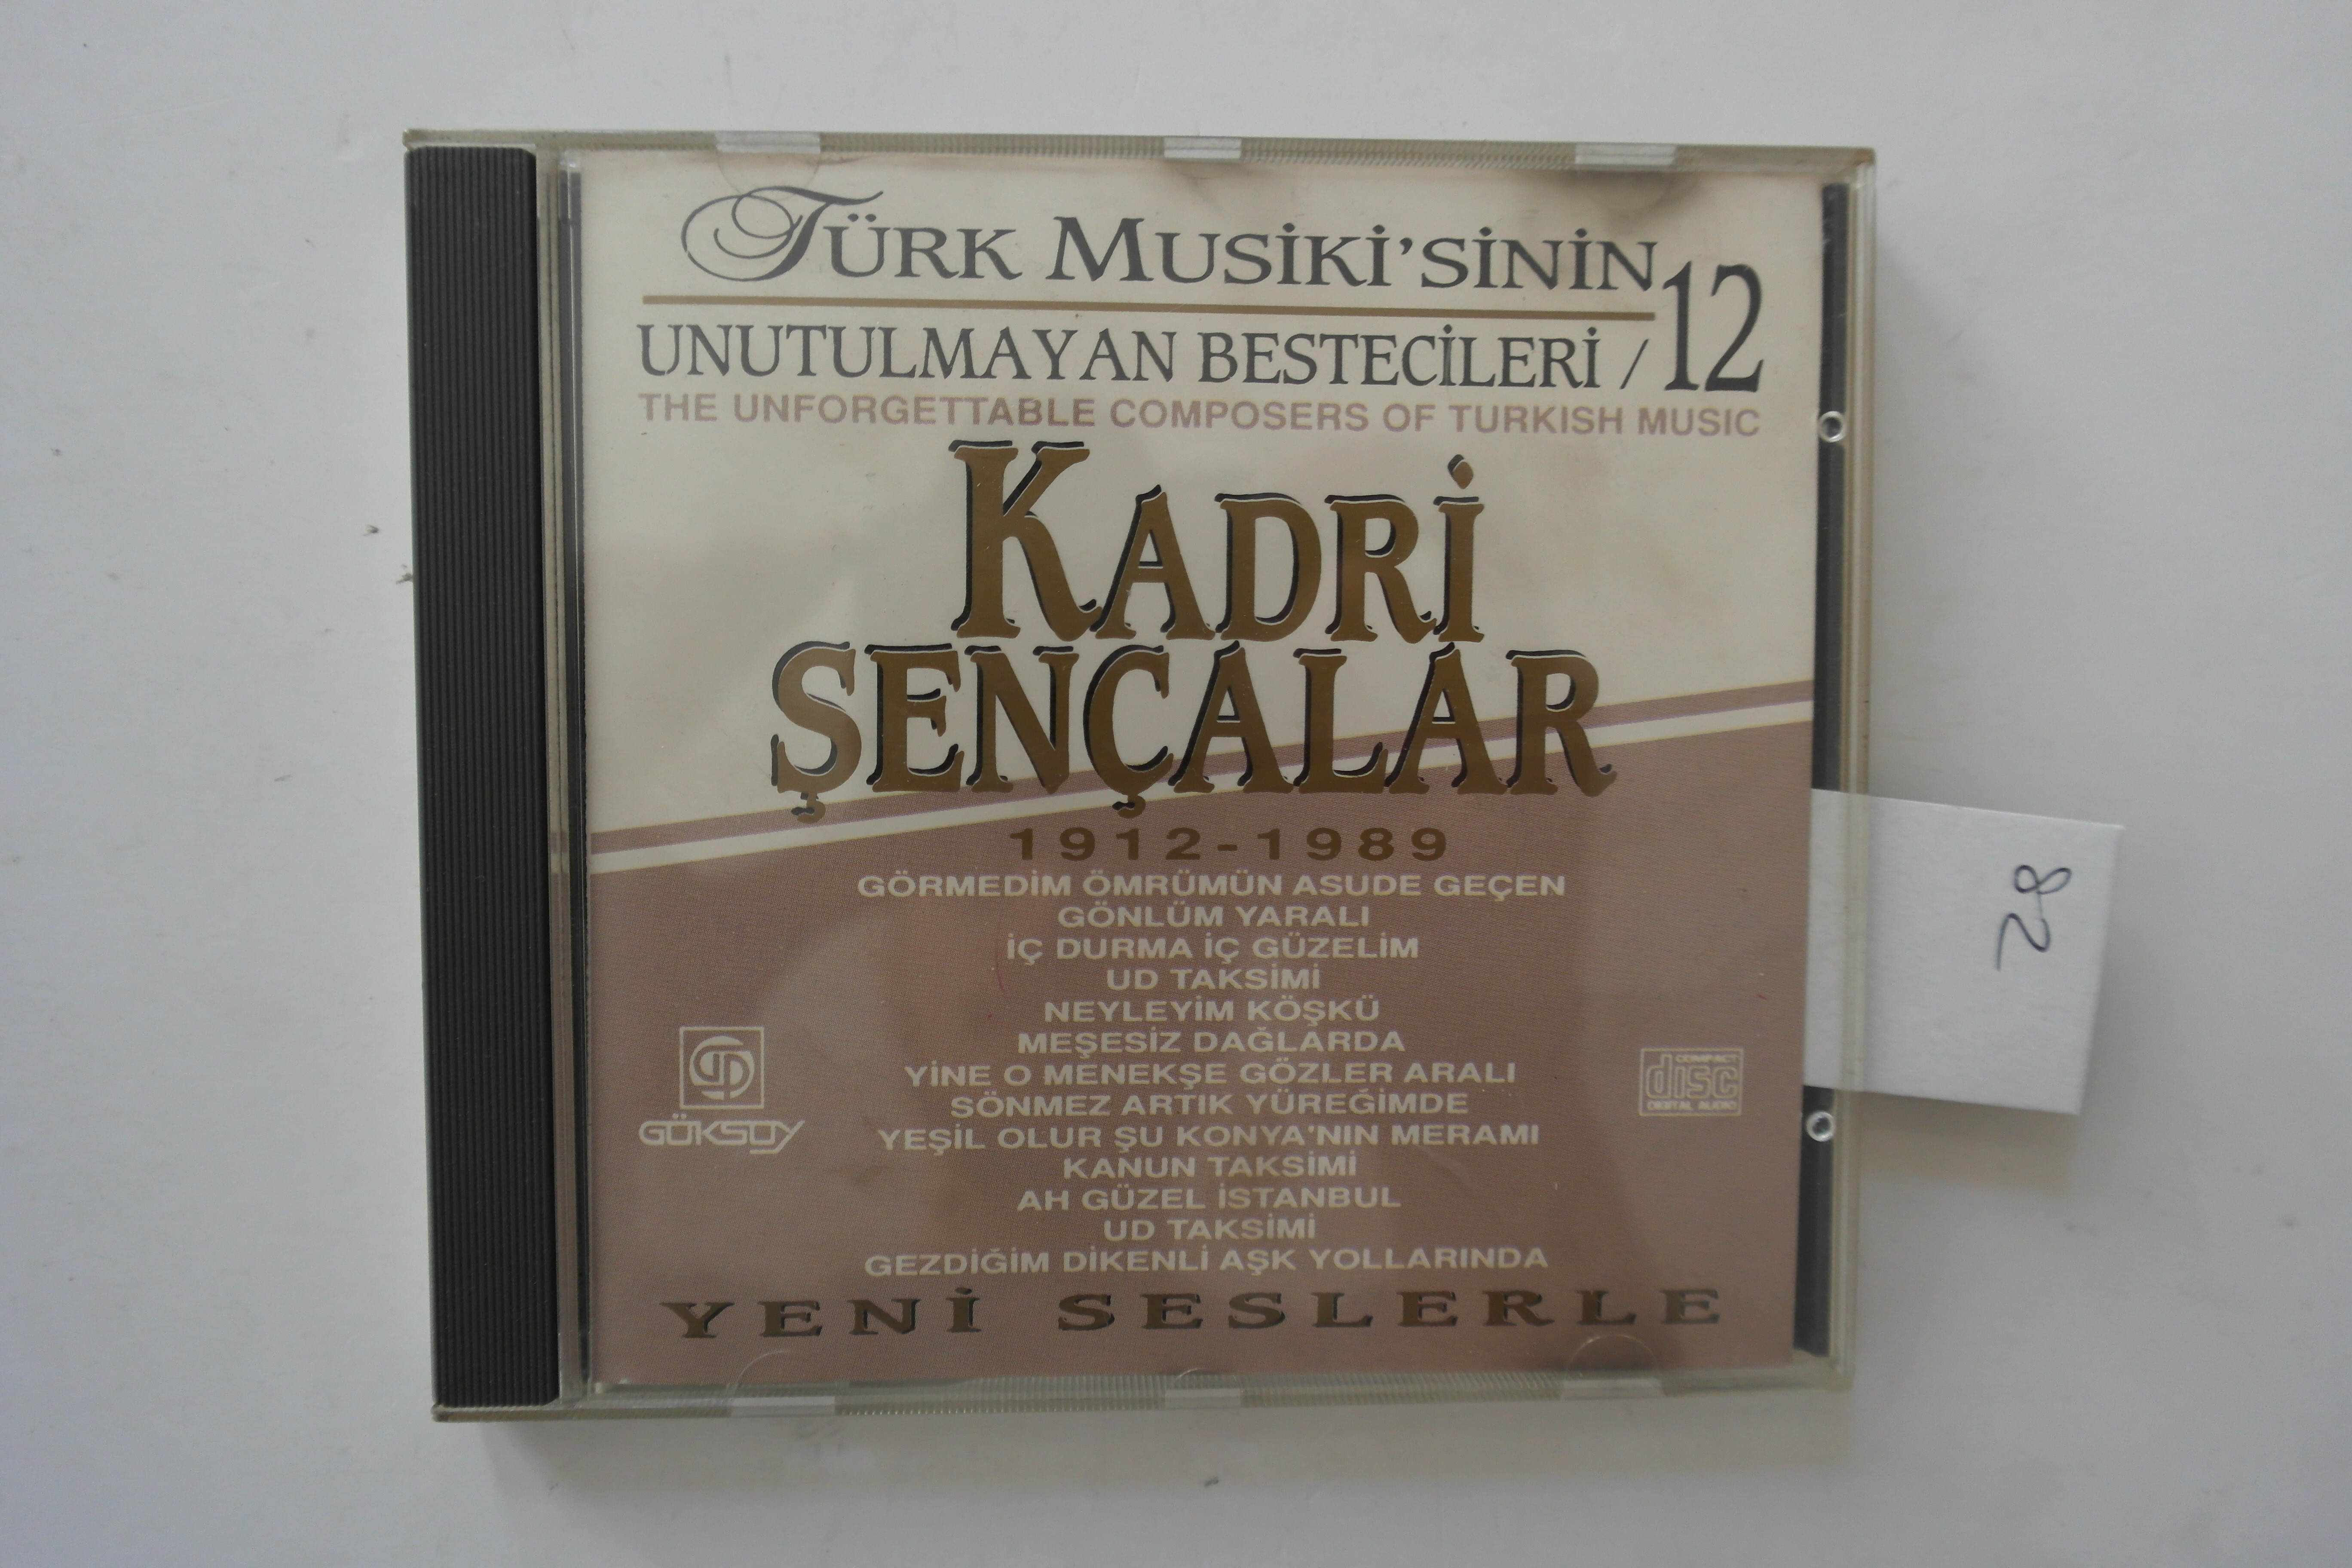 TÜRK MUSİKİ'SİNİN
UNUTULMAYAN BESTECİLERİ / 12
THE UNFORGETTABLE COMPOSERS OF TURKISH MUSIC
KADRİ
ŞENÇALAR
1912-1989
GÖRMEDİM ÖMRÜMÜN ASUDE GEÇEN
GÖNLÜM YARALI
İÇ DURMA İÇ GÜZELİM
UD TAKSİMİ
NEYLEYİM KÖŞKÜ
MEŞESİZ DAĞLARDA
YİNE O MENEKŞE GÖZLER ARALI
SÖNMEZ ARTIK YÜREĞİMDE
YEŞİL OLUR ŞU KONYA'NIN MERAMI
KANUN TAKSİMİ
AH GÜZEL İSTANBUL
UD TAKSİMİ
GEZDİĞİM DİKENLİ AŞK YOLLARINDA
YENİ SESLERLE
GÖKSOY
COMPACT
disc
DIGITAL AUDIO
28